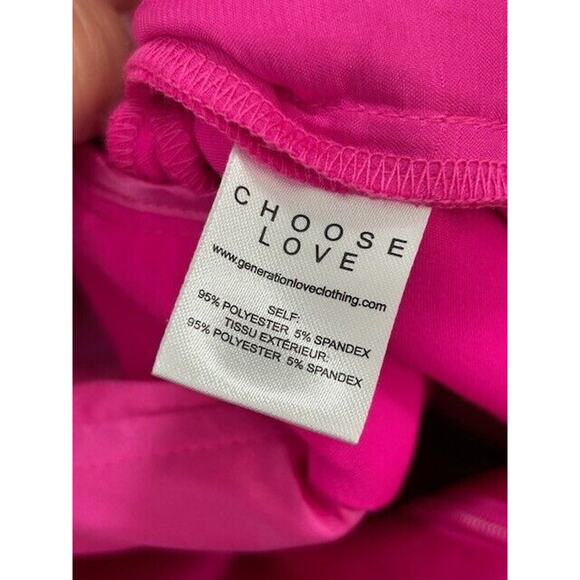 CHOOSE
LOVE
www.generationloveclothing.com
SELF:
95% POLYESTER 5% SPANDEX
TISSU EXTÉRIEUR:
95% POLYESTER 5% SPANDEX